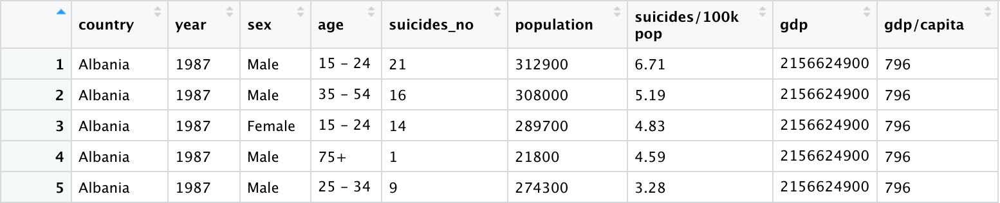 country year sex age suicides_no population suicides/100k pop gdp gdp/capita
1 Albania 1987 Male 15 - 24 21 312900 6.71 2156624900 796
2 Albania 1987 Male 35 - 54 16 308000 5.19 2156624900 796
3 Albania 1987 Female 15 - 24 14 289700 4.83 2156624900 796
4 Albania 1987 Male 75+ 1 21800 4.59 2156624900 796
5 Albania 1987 Male 25 - 34 9 274300 3.28 2156624900 796